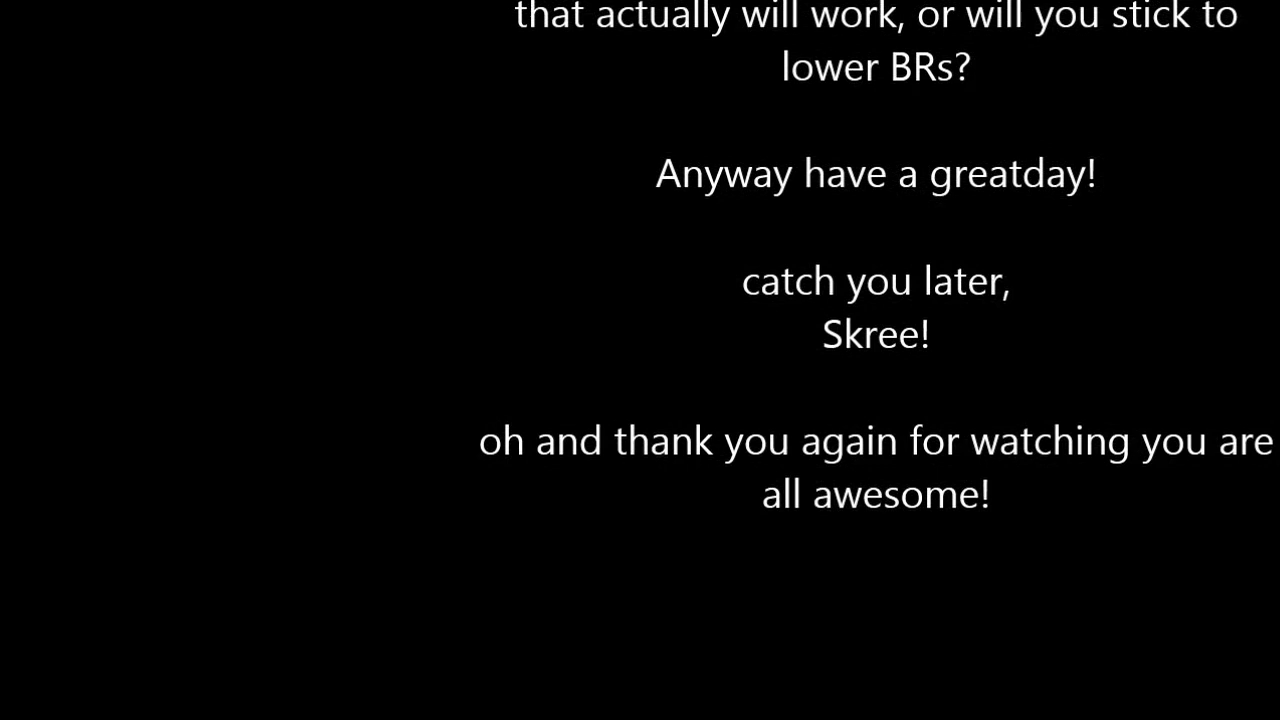 that actually will work, or will you stick to
lower BRs?
Anyway have a greatday!
catch you later,
Skree!
oh and thank you again for watching you are
all awesome!